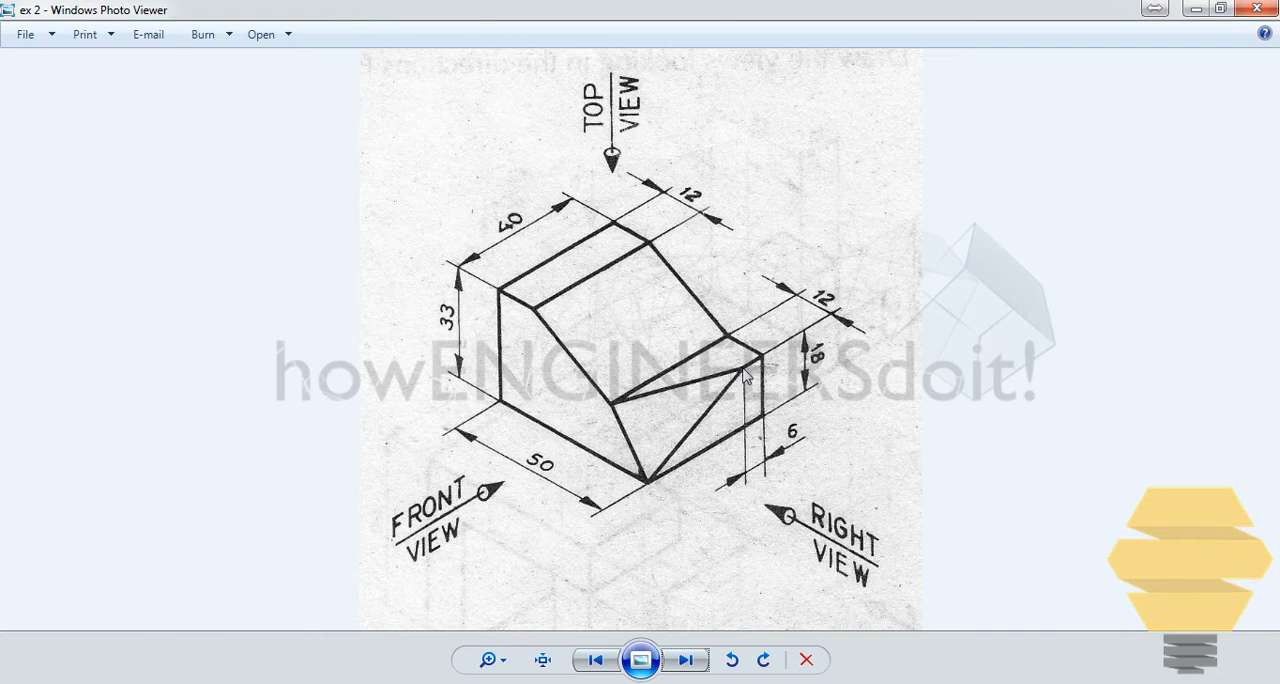 ex 2 - Windows Photo Viewer
File Print E-mail Burn Open
TOP
VIEW
12
40
33
12
18
howENGINEERSdoit!
6
50
FRONT
VIEW
RIGHT
VIEW